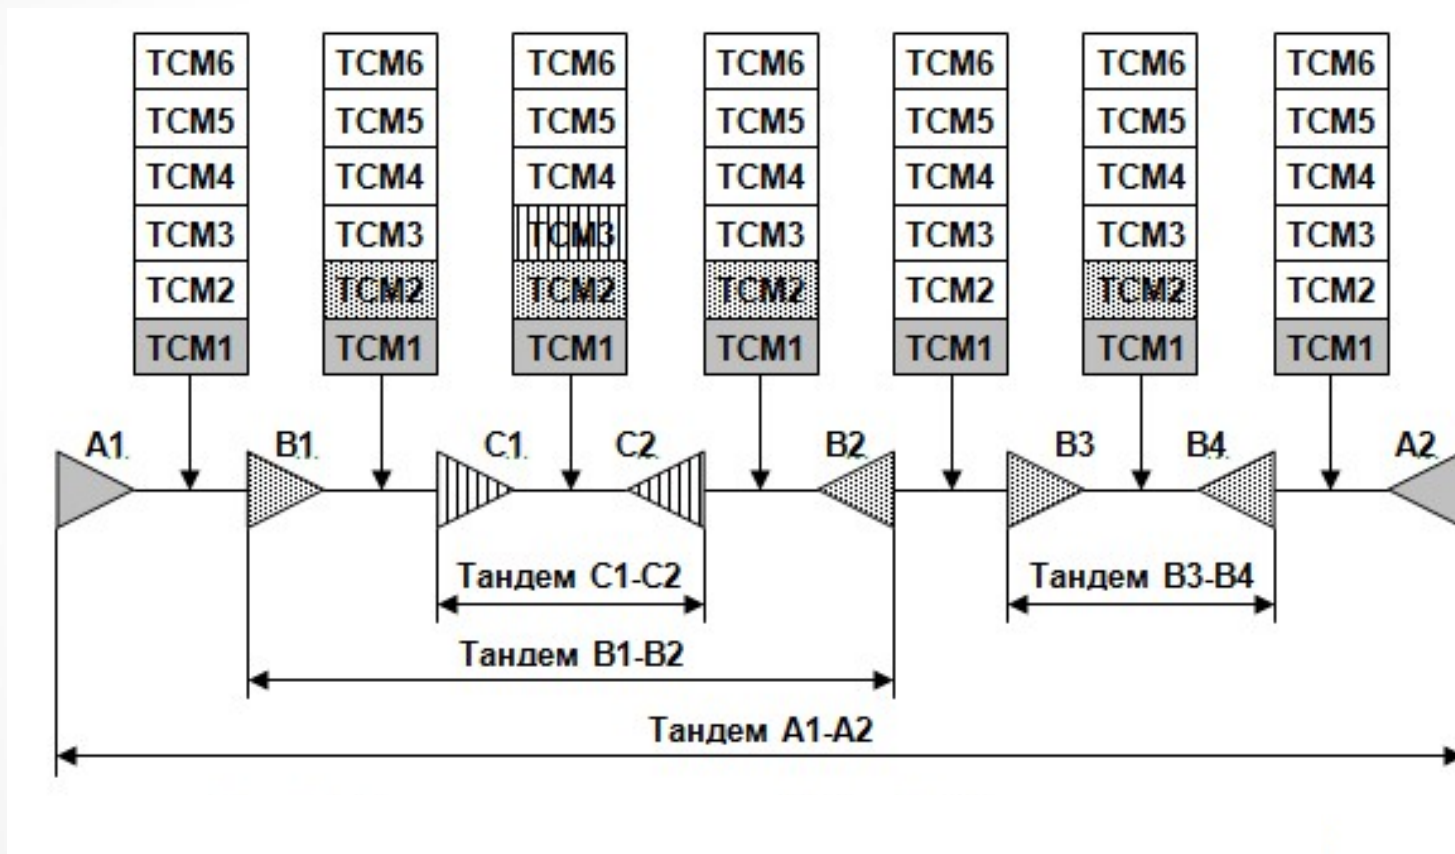 TCM6 TCM6 TCM6 TCM6 TCM6 TCM6 TCM6
TCM5 TCM5 TCM5 TCM5 TCM5 TCM5 TCM5
TCM4 TCM4 TCM4 TCM4 TCM4 TCM4 TCM4
TCM3 TCM3 TCM3 TCM3 TCM3 TCM3 TCM3
TCM2 TCM2 TCM2 TCM2 TCM2 TCM2 TCM2
TCM1 TCM1 TCM1 TCM1 TCM1 TCM1 TCM1
A1 B1 C1 C2 B2 B3 B4 A2
Тандем C1-C2 Тандем B3-B4
Тандем B1-B2
Тандем A1-A2